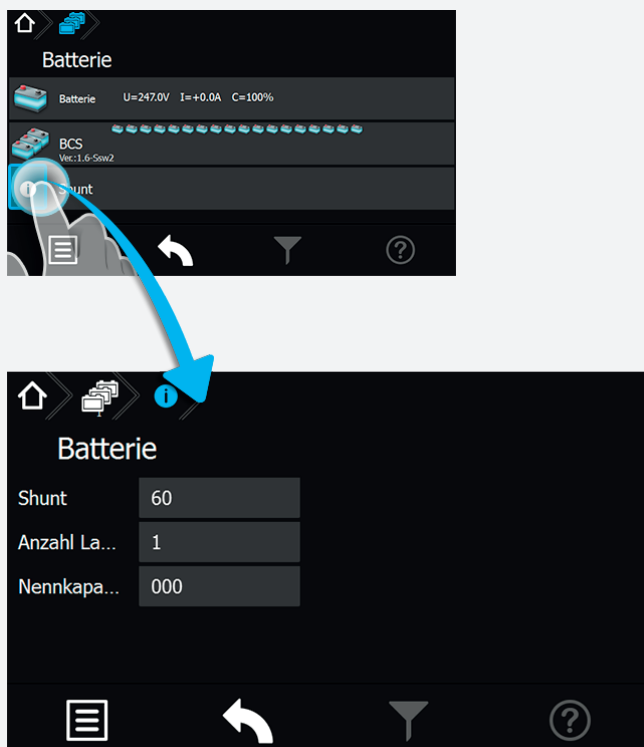 Batterie
Batterie U=247.0V I=+0.0A C=100%
BCS
Ver.:1.6-Ssw2
Shunt
Batterie
Shunt 60
Anzahl La... 1
Nennkapa... 000